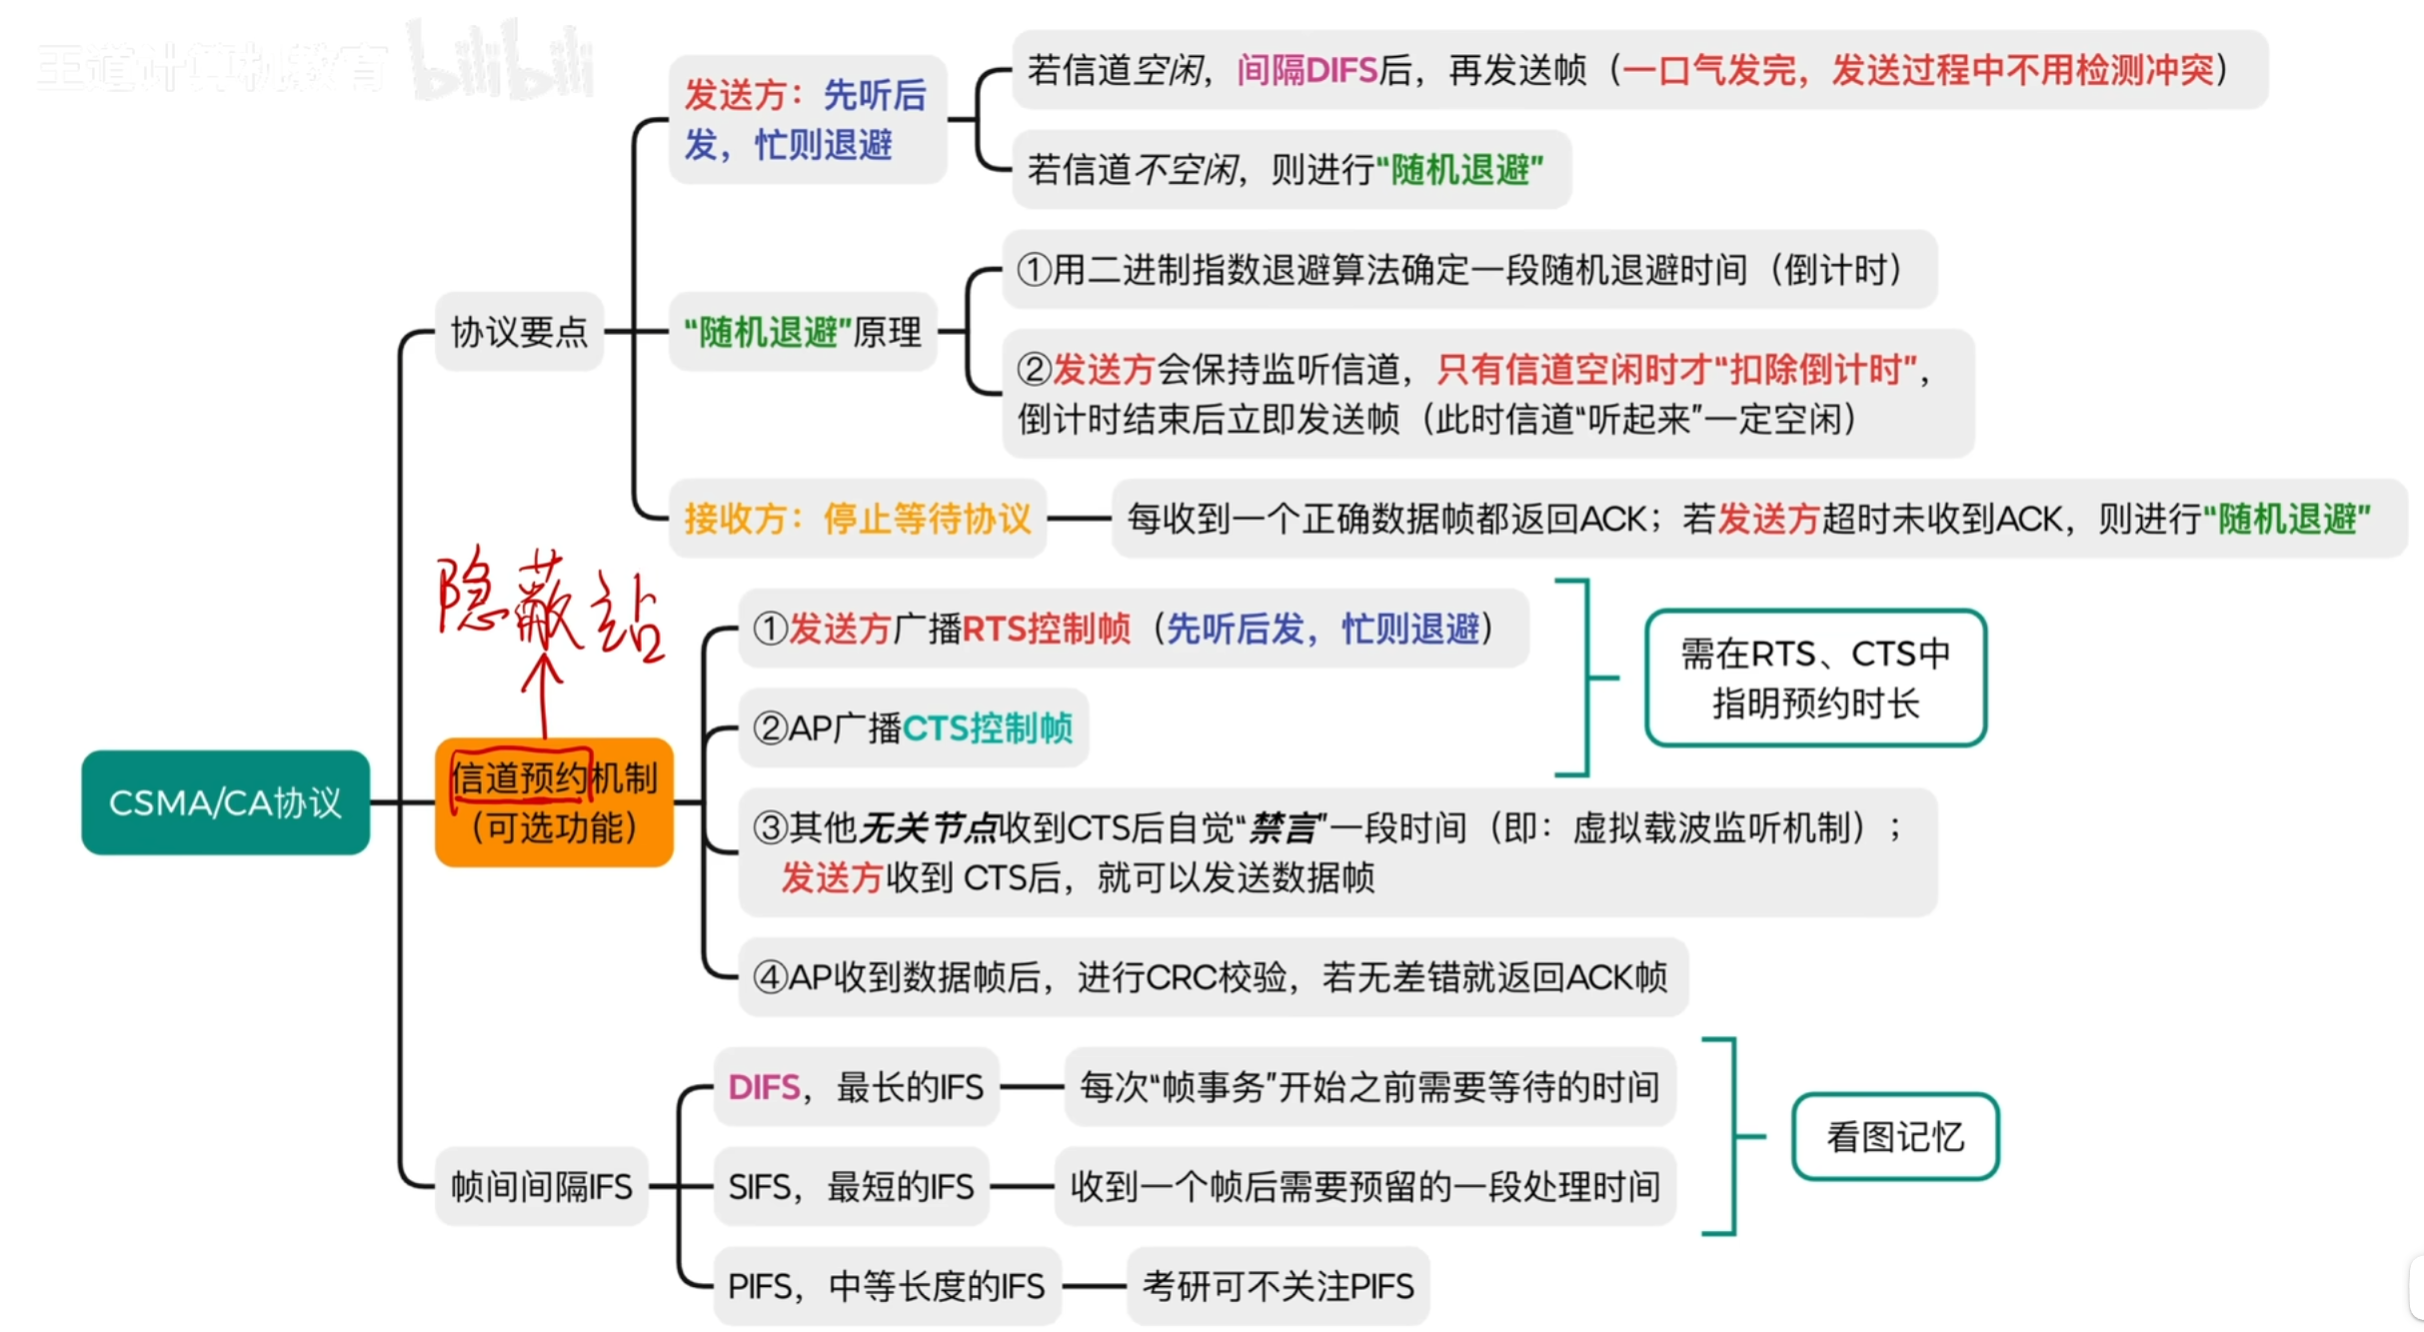 王道计算机教育 bilibili
发送方：先听后
发，忙则退避
若信道空闲，间隔DIFS后，再发送帧（一口气发完，发送过程中不用检测冲突）
若信道不空闲，则进行“随机退避”
协议要点
“随机退避”原理
①用二进制指数退避算法确定一段随机退避时间（倒计时）
②发送方会保持监听信道，只有信道空闲时才“扣除倒计时”，
倒计时结束后立即发送帧（此时信道“听起来”一定空闲）
接收方：停止等待协议
每收到一个正确数据帧都返回ACK；若发送方超时未收到ACK，则进行“随机退避”
隐蔽站
CSMA/CA协议
信道预约机制
（可选功能）
①发送方广播RTS控制帧（先听后发，忙则退避）
②AP广播CTS控制帧
需在RTS、CTS中
指明预约时长
③其他无关节点收到CTS后自觉“禁言”一段时间（即：虚拟载波监听机制）；
发送方收到 CTS后，就可以发送数据帧
④AP收到数据帧后，进行CRC校验，若无差错就返回ACK帧
帧间间隔IFS
DIFS，最长的IFS
每次“帧事务”开始之前需要等待的时间
SIFS，最短的IFS
收到一个帧后需要预留的一段处理时间
看图记忆
PIFS，中等长度的IFS
考研可不关注PIFS